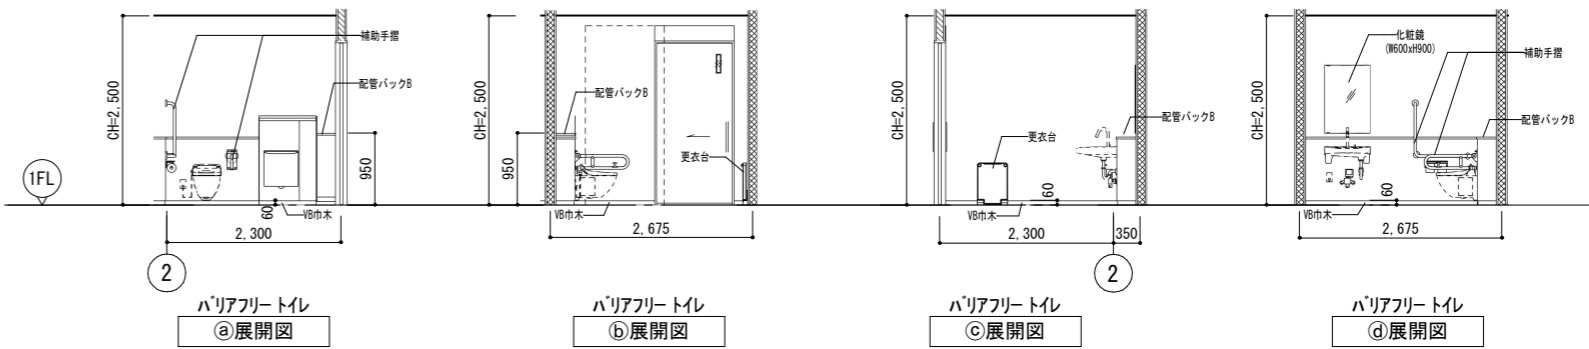 1FL
CH=2,500
補助手摺
配管パックB
950
60
VB巾木
2,300
2
バリアフリートイレ
ⓐ展開図
CH=2,500
配管パックB
950
更衣台
VB巾木
60
2,675
バリアフリートイレ
ⓑ展開図
CH=2,500
更衣台
配管パックB
60
VB巾木
2,300
350
2
バリアフリートイレ
ⓒ展開図
CH=2,500
化粧鏡
(W600xH900)
補助手摺
配管パックB
60
VB巾木
2,675
バリアフリートイレ
ⓓ展開図